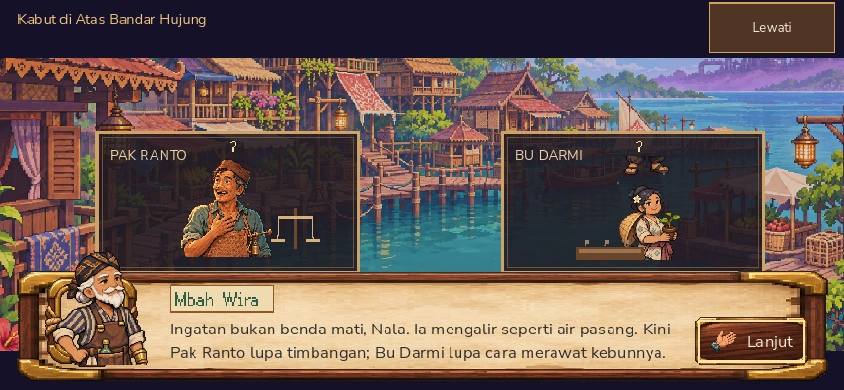 Kabut di Atas Bandar Hujung
Lewati
PAK RANTO
?
BU DARMI
?
Mbah Wira
Ingatan bukan benda mati, Nala. Ia mengalir seperti air pasang. Kini
Pak Ranto lupa timbangan; Bu Darmi lupa cara merawat kebunnya.
Lanjut